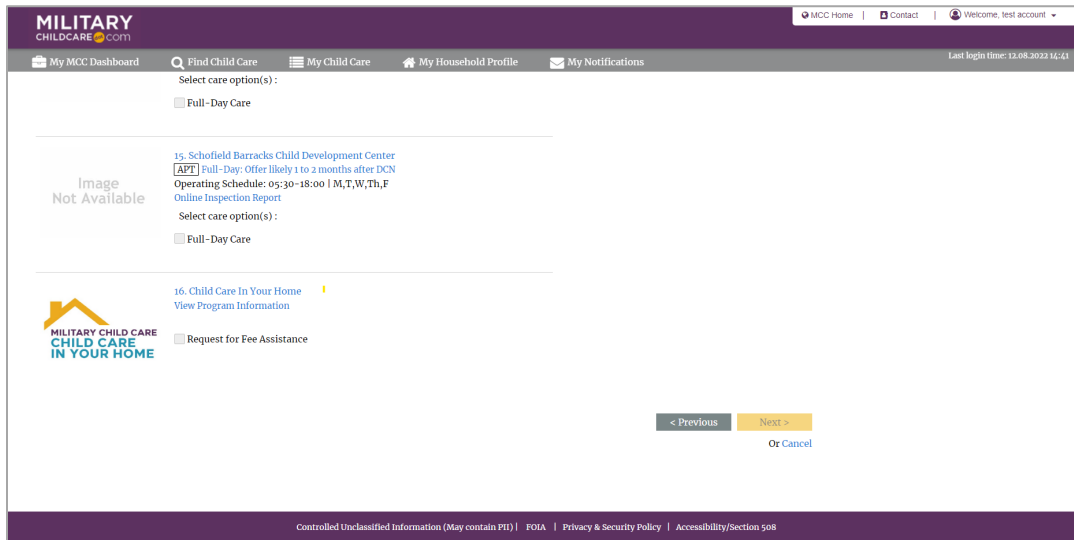 MILITARY
CHILDCARE.com
MCC Home | Contact | Welcome, test account
My MCC Dashboard Find Child Care My Child Care My Household Profile My Notifications Last login time: 12.08.2022 14:41
Select care option(s) :
Full-Day Care
Image
Not Available
15. Schofield Barracks Child Development Center
APT Full-Day: Offer likely 1 to 2 months after DCN
Operating Schedule: 05:30-18:00 | M,T,W,Th,F
Online Inspection Report
Select care option(s) :
Full-Day Care
MILITARY CHILD CARE
CHILD CARE
IN YOUR HOME
16. Child Care In Your Home
View Program Information
Request for Fee Assistance
< Previous Next >
Or Cancel
Controlled Unclassified Information (May contain PII) | FOIA | Privacy & Security Policy | Accessibility/Section 508